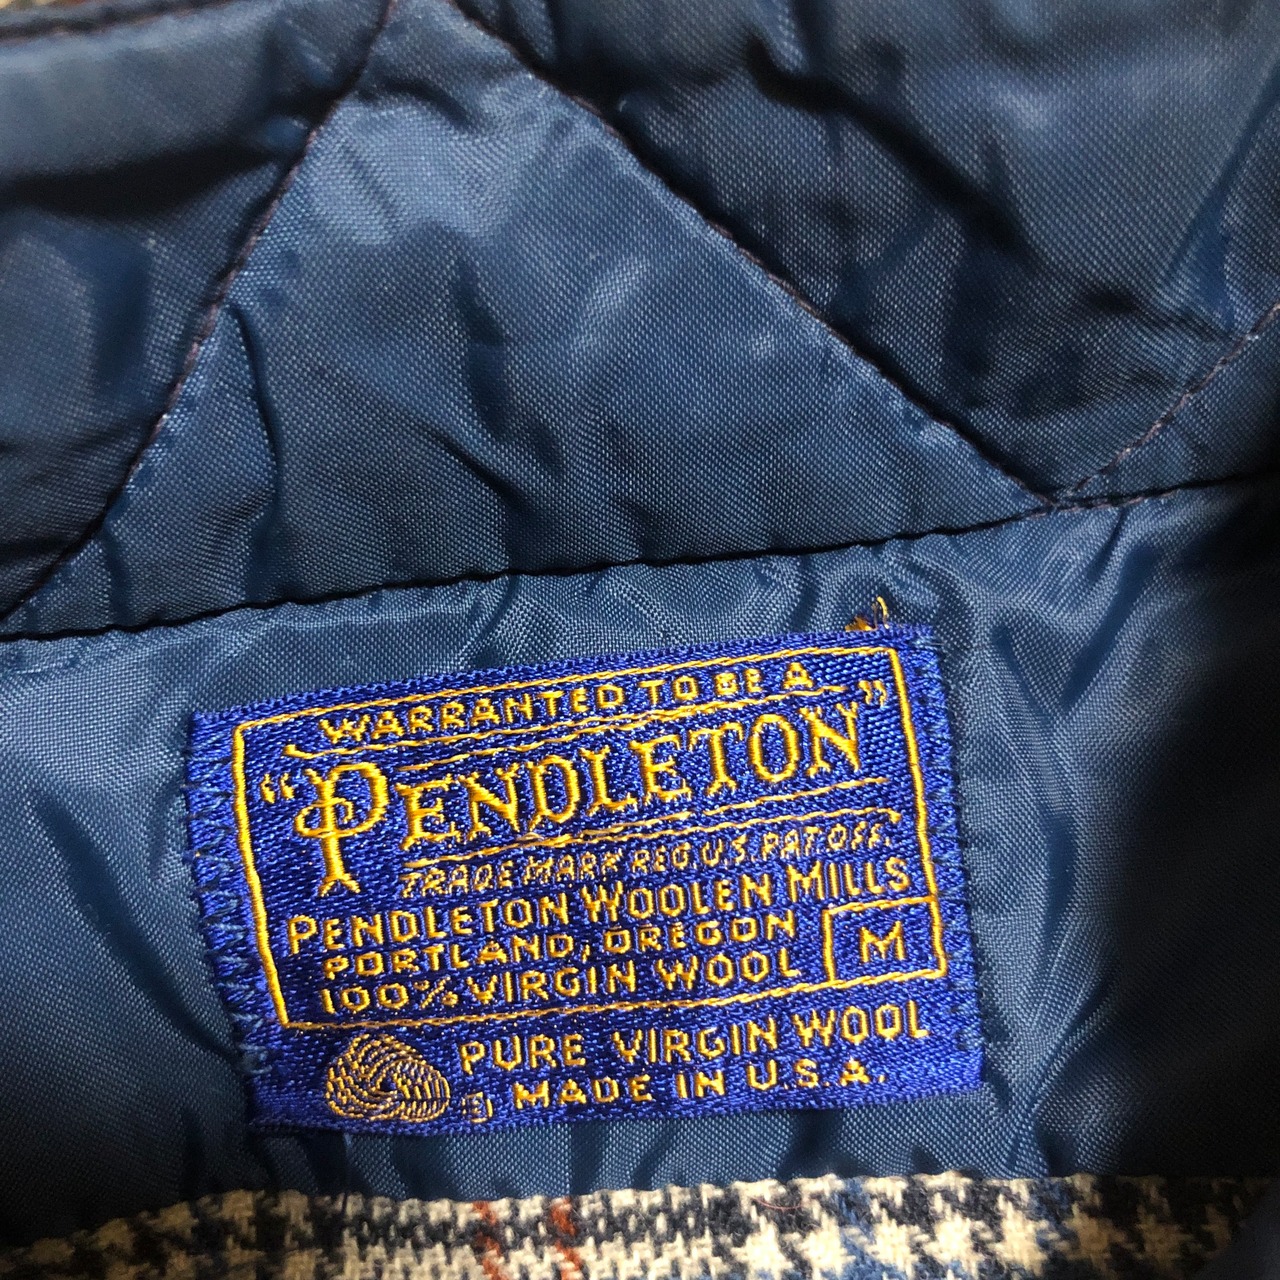 WARRANTED TO BE A
"PENDLETON"
TRADE MARK REG U.S. PAT. OFF.
PENDLETON WOOLEN MILLS
PORTLAND, OREGON
100% VIRGIN WOOL
M
PURE VIRGIN WOOL
MADE IN U.S.A.